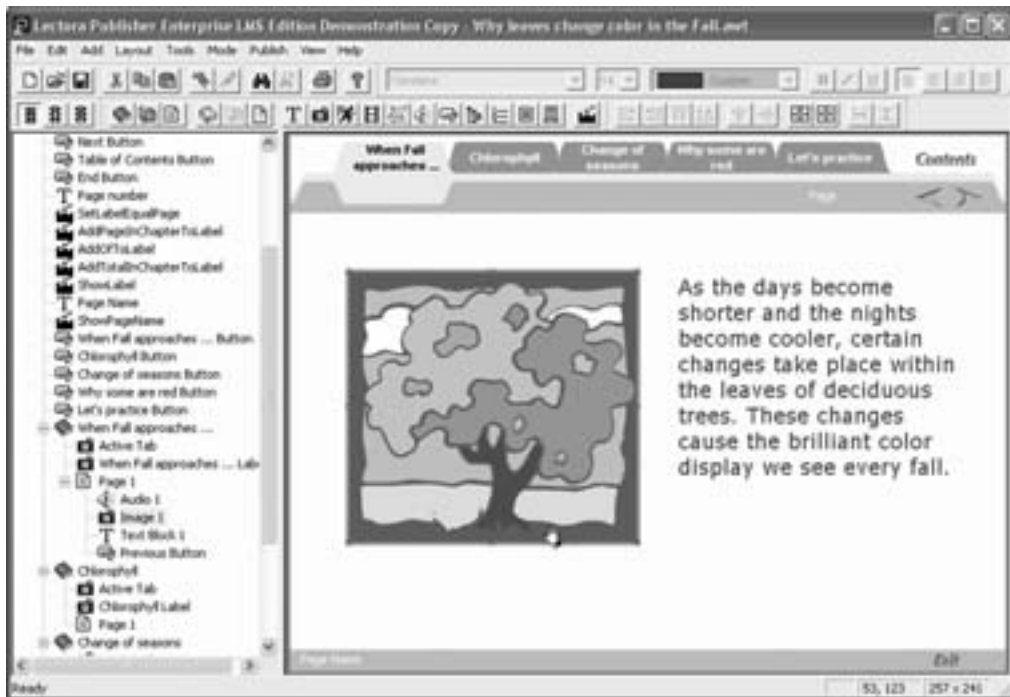 Lectora Publisher Enterprise LMS Edition Demonstration Copy - Why leaves change color in the Fall.awt
File Edit Add Layout Tools Mode Publish View Help
Next Button
Table of Contents Button
End Button
Page number
SetLabelEqualPage
AddPageInChapterToLabel
AddOfToLabel
AddTotalInChapterToLabel
ShowLabel
Page Name
ShowPageName
When Fall approaches ... Button
Chlorophyll Button
Change of seasons Button
Why some are red Button
Let's practice Button
When Fall approaches ...
Active Tab
When Fall approaches ... Labe
Page 1
Audio 1
Image 1
Text Block 1
Previous Button
Chlorophyll
Active Tab
Chlorophyll Label
Page 1
Change of seasons
When Fall
approaches ...
Chlorophyll
Change of
seasons
Why some are
red
Let's practice
Contents
Page
As the days become
shorter and the nights
become cooler, certain
changes take place within
the leaves of deciduous
trees. These changes
cause the brilliant color
display we see every fall.
Page Name
Exit
Ready
53, 123
257 x 241